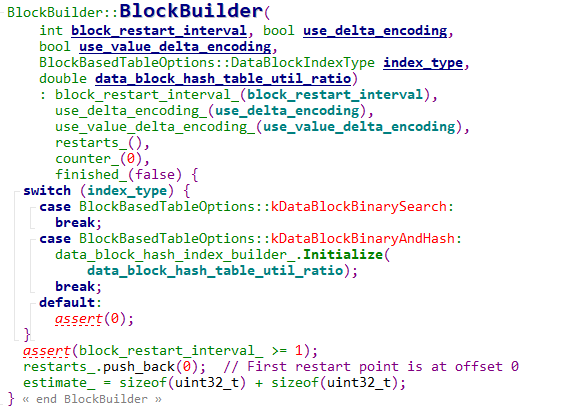 BlockBuilder::BlockBuilder(
    int block_restart_interval, bool use_delta_encoding,
    bool use_value_delta_encoding,
    BlockBasedTableOptions::DataBlockIndexType index_type,
    double data_block_hash_table_util_ratio)
    : block_restart_interval_(block_restart_interval),
      use_delta_encoding_(use_delta_encoding),
      use_value_delta_encoding_(use_value_delta_encoding),
      restarts_(),
      counter_(0),
      finished_(false) {
  switch (index_type) {
    case BlockBasedTableOptions::kDataBlockBinarySearch:
      break;
    case BlockBasedTableOptions::kDataBlockBinaryAndHash:
      data_block_hash_index_builder_.Initialize(
          data_block_hash_table_util_ratio);
      break;
    default:
      assert(0);
  }
  assert(block_restart_interval_ >= 1);
  restarts_.push_back(0);  // First restart point is at offset 0
  estimate_ = sizeof(uint32_t) + sizeof(uint32_t);
} « end BlockBuilder »